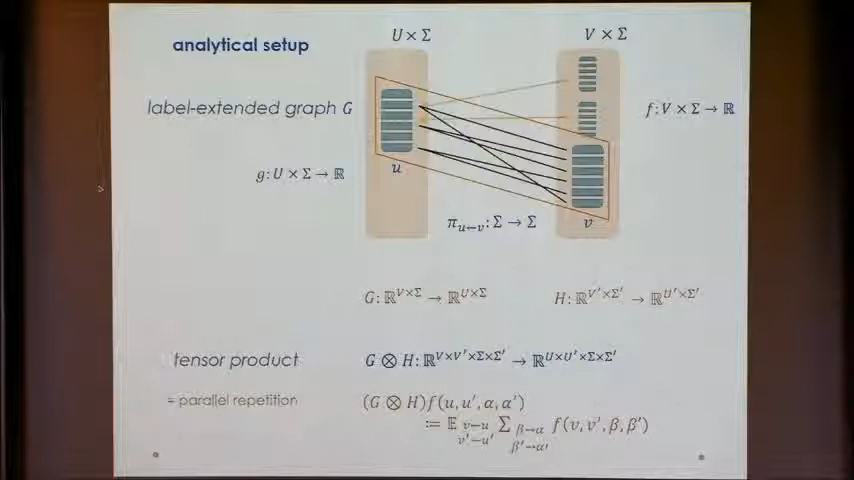 analytical setup
U × Σ
V × Σ
label-extended graph G
f: V × Σ → ℝ
g: U × Σ → ℝ
u
π_{u←v}: Σ → Σ
v
G: ℝ^{V×Σ} → ℝ^{U×Σ}
H: ℝ^{V′×Σ′} → ℝ^{U′×Σ′}
tensor product
G ⊗ H: ℝ^{V×V′×Σ×Σ′} → ℝ^{U×U′×Σ×Σ′}
= parallel repetition
(G ⊗ H)f(u, u′, α, α′)
≔ 𝔼_{v∼u, v′∼u′} Σ_{β→α, β′→α′} f(v, v′, β, β′)